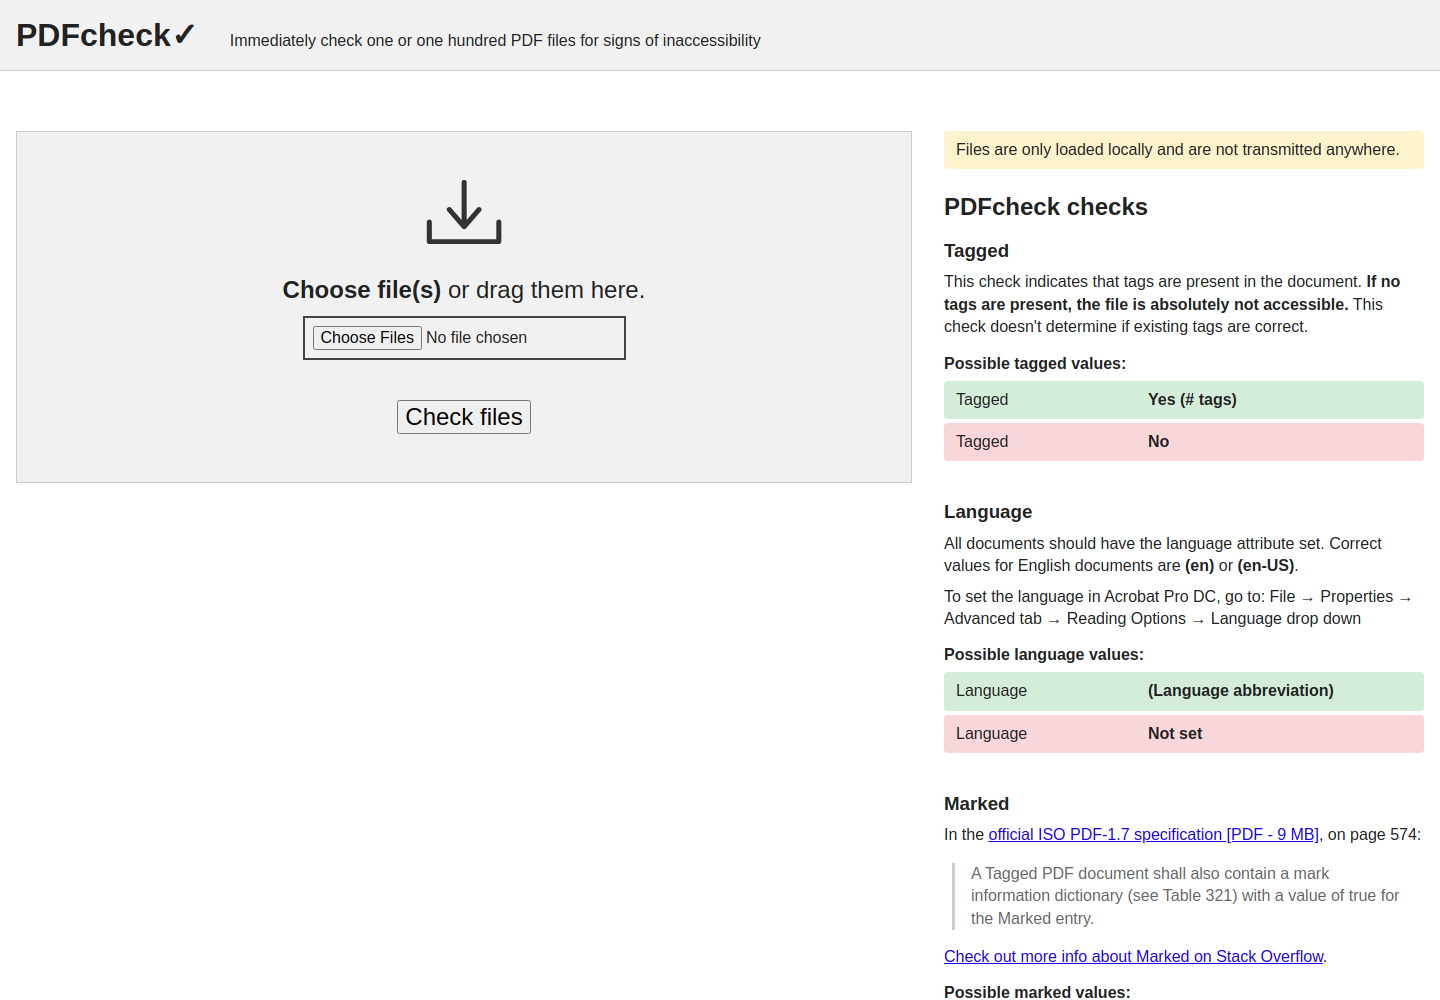 PDFcheck✓
Immediately check one or one hundred PDF files for signs of inaccessibility
Choose file(s) or drag them here.
Choose Files No file chosen
Check files
Files are only loaded locally and are not transmitted anywhere.
PDFcheck checks
Tagged
This check indicates that tags are present in the document. If no
tags are present, the file is absolutely not accessible. This
check doesn't determine if existing tags are correct.
Possible tagged values:
Tagged Yes (# tags)
Tagged No
Language
All documents should have the language attribute set. Correct
values for English documents are (en) or (en-US).
To set the language in Acrobat Pro DC, go to: File → Properties →
Advanced tab → Reading Options → Language drop down
Possible language values:
Language (Language abbreviation)
Language Not set
Marked
In the official ISO PDF-1.7 specification [PDF - 9 MB], on page 574:
A Tagged PDF document shall also contain a mark
information dictionary (see Table 321) with a value of true for
the Marked entry.
Check out more info about Marked on Stack Overflow.
Possible marked values: